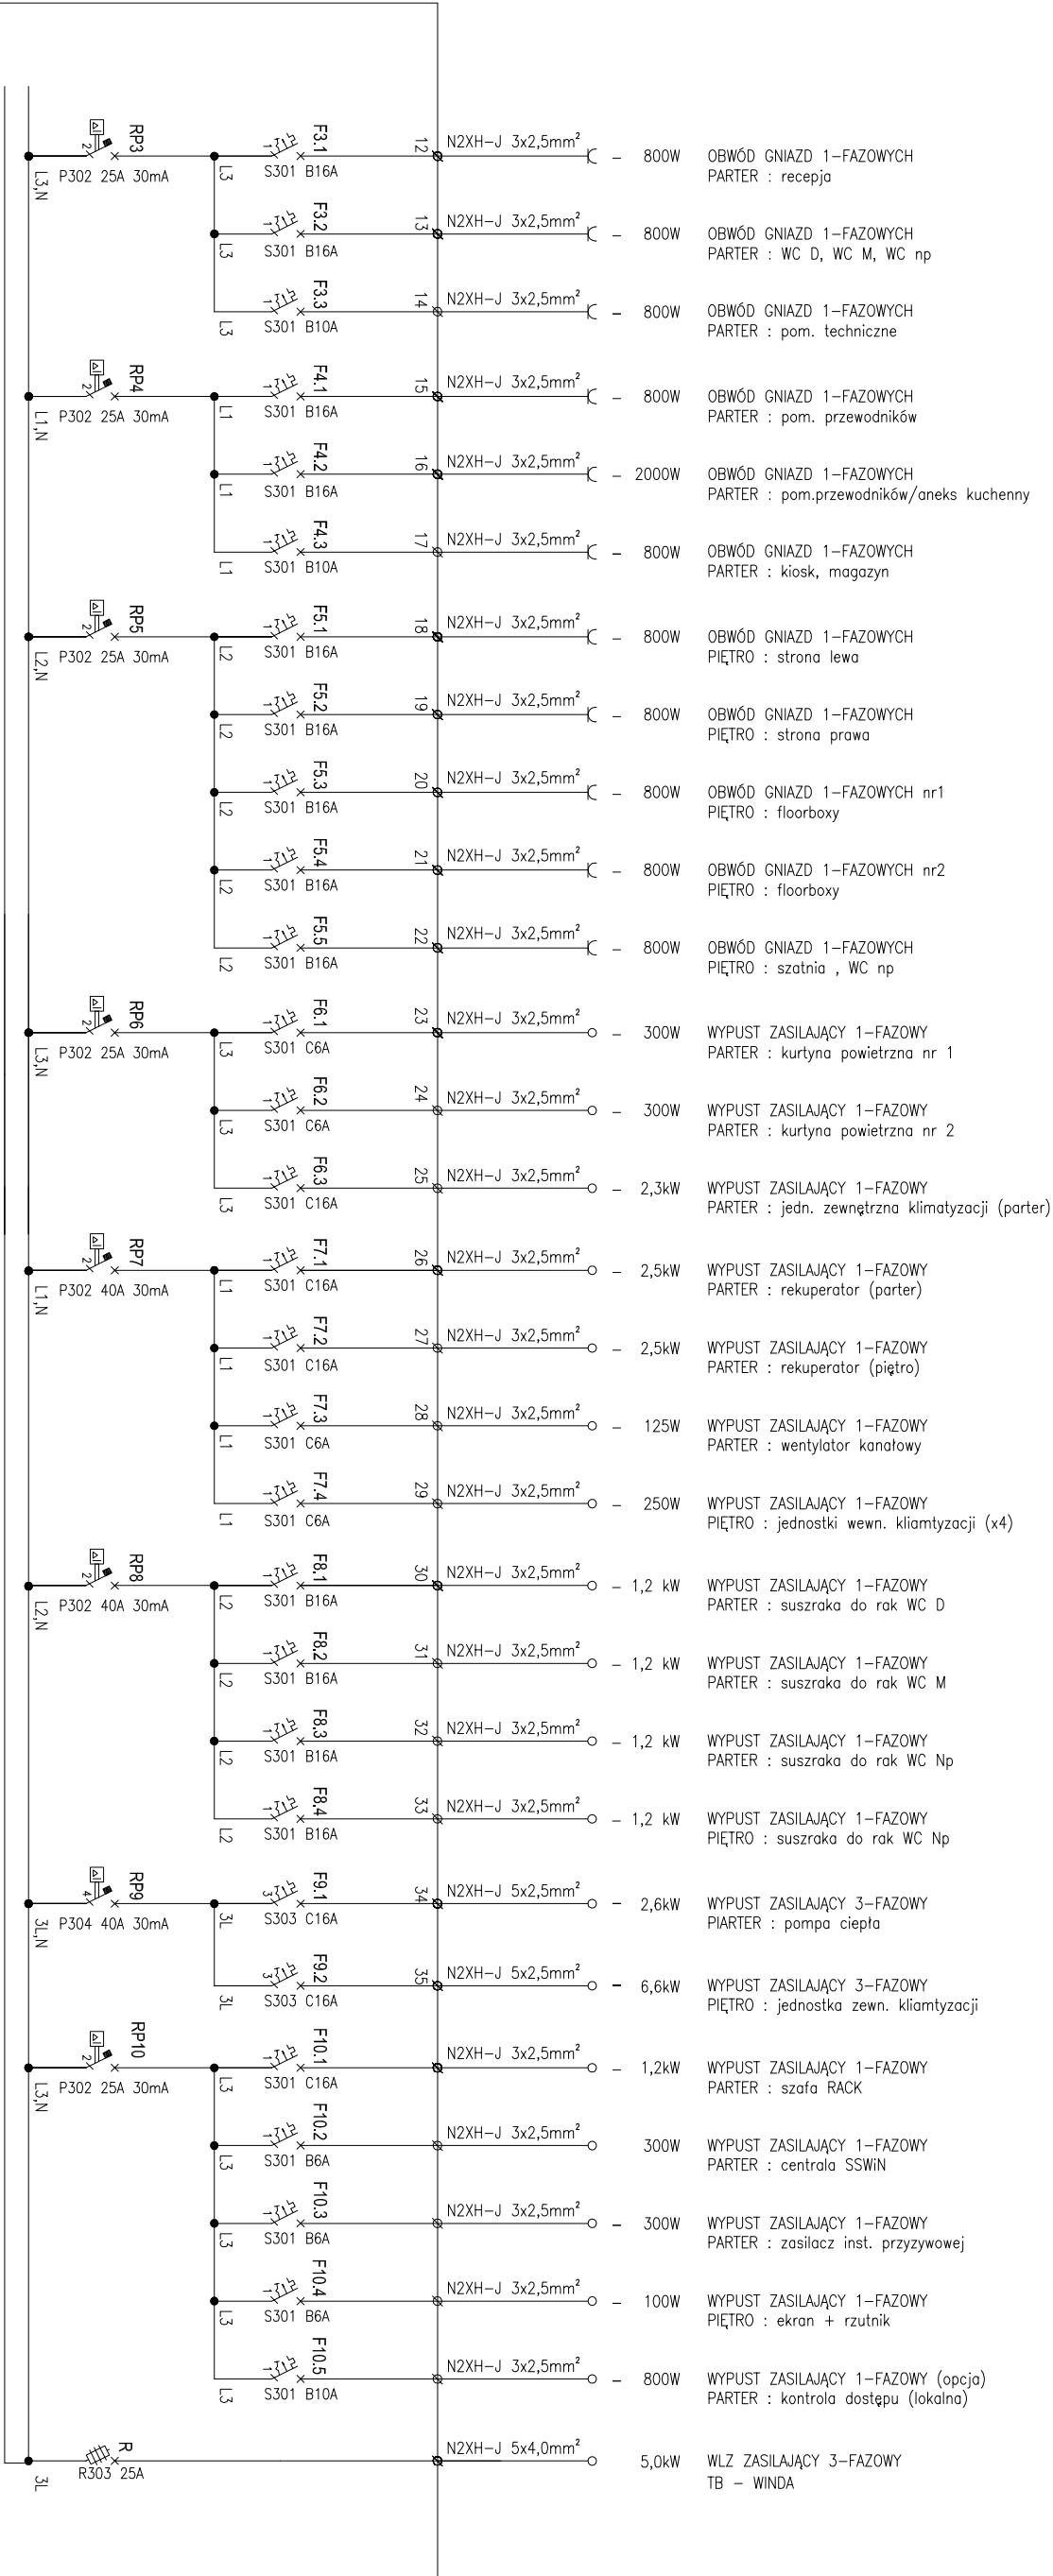 RP3
P302 25A 30mA
L3,N
F3.1
S301 B16A
L3
12
N2XH-J 3x2,5mm²
- 800W
OBWÓD GNIAZD 1-FAZOWYCH
PARTER : recepja
F3.2
S301 B16A
L3
13
N2XH-J 3x2,5mm²
- 800W
OBWÓD GNIAZD 1-FAZOWYCH
PARTER : WC D, WC M, WC np
F3.3
S301 B10A
L3
14
N2XH-J 3x2,5mm²
- 800W
OBWÓD GNIAZD 1-FAZOWYCH
PARTER : pom. techniczne
RP4
P302 25A 30mA
L1,N
F4.1
S301 B16A
L1
15
N2XH-J 3x2,5mm²
- 800W
OBWÓD GNIAZD 1-FAZOWYCH
PARTER : pom. przewodników
F4.2
S301 B16A
L1
16
N2XH-J 3x2,5mm²
- 2000W
OBWÓD GNIAZD 1-FAZOWYCH
PARTER : pom.przewodników/aneks kuchenny
F4.3
S301 B10A
L1
17
N2XH-J 3x2,5mm²
- 800W
OBWÓD GNIAZD 1-FAZOWYCH
PARTER : kiosk, magazyn
RP5
P302 25A 30mA
L2,N
F5.1
S301 B16A
L2
18
N2XH-J 3x2,5mm²
- 800W
OBWÓD GNIAZD 1-FAZOWYCH
PIĘTRO : strona lewa
F5.2
S301 B16A
L2
19
N2XH-J 3x2,5mm²
- 800W
OBWÓD GNIAZD 1-FAZOWYCH
PIĘTRO : strona prawa
F5.3
S301 B16A
L2
20
N2XH-J 3x2,5mm²
- 800W
OBWÓD GNIAZD 1-FAZOWYCH nr1
PIĘTRO : floorboxy
F5.4
S301 B16A
L2
21
N2XH-J 3x2,5mm²
- 800W
OBWÓD GNIAZD 1-FAZOWYCH nr2
PIĘTRO : floorboxy
F5.5
S301 B16A
L2
22
N2XH-J 3x2,5mm²
- 800W
OBWÓD GNIAZD 1-FAZOWYCH
PIĘTRO : szatnia , WC np
RP6
P302 25A 30mA
L3,N
F6.1
S301 C6A
L3
23
N2XH-J 3x2,5mm²
- 300W
WYPUST ZASILAJĄCY 1-FAZOWY
PARTER : kurtyna powietrzna nr 1
F6.2
S301 C6A
L3
24
N2XH-J 3x2,5mm²
- 300W
WYPUST ZASILAJĄCY 1-FAZOWY
PARTER : kurtyna powietrzna nr 2
F6.3
S301 C16A
L3
25
N2XH-J 3x2,5mm²
- 2,3kW
WYPUST ZASILAJĄCY 1-FAZOWY
PARTER : jedn. zewnętrzna klimatyzacji (parter)
RP7
P302 40A 30mA
L1,N
F7.1
S301 C16A
L1
26
N2XH-J 3x2,5mm²
- 2,5kW
WYPUST ZASILAJĄCY 1-FAZOWY
PARTER : rekuperator (parter)
F7.2
S301 C16A
L1
27
N2XH-J 3x2,5mm²
- 2,5kW
WYPUST ZASILAJĄCY 1-FAZOWY
PARTER : rekuperator (piętro)
F7.3
S301 C6A
L1
28
N2XH-J 3x2,5mm²
- 125W
WYPUST ZASILAJĄCY 1-FAZOWY
PARTER : wentylator kanałowy
F7.4
S301 C6A
L1
29
N2XH-J 3x2,5mm²
- 250W
WYPUST ZASILAJĄCY 1-FAZOWY
PIĘTRO : jednostki wewn. kliamtyzacji (x4)
RP8
P302 40A 30mA
L2,N
F8.1
S301 B16A
L2
30
N2XH-J 3x2,5mm²
- 1,2 kW
WYPUST ZASILAJĄCY 1-FAZOWY
PARTER : suszraka do rak WC D
F8.2
S301 B16A
L2
31
N2XH-J 3x2,5mm²
- 1,2 kW
WYPUST ZASILAJĄCY 1-FAZOWY
PARTER : suszraka do rak WC M
F8.3
S301 B16A
L2
32
N2XH-J 3x2,5mm²
- 1,2 kW
WYPUST ZASILAJĄCY 1-FAZOWY
PARTER : suszraka do rak WC Np
F8.4
S301 B16A
L2
33
N2XH-J 3x2,5mm²
- 1,2 kW
WYPUST ZASILAJĄCY 1-FAZOWY
PIĘTRO : suszraka do rak WC Np
RP9
P304 40A 30mA
3L,N
F9.1
S303 C16A
3L
34
N2XH-J 5x2,5mm²
- 2,6kW
WYPUST ZASILAJĄCY 3-FAZOWY
PIARTER : pompa ciepła
F9.2
S303 C16A
3L
35
N2XH-J 5x2,5mm²
- 6,6kW
WYPUST ZASILAJĄCY 3-FAZOWY
PIĘTRO : jednostka zewn. kliamtyzacji
RP10
P302 25A 30mA
L3,N
F10.1
S301 C16A
L3
N2XH-J 3x2,5mm²
- 1,2kW
WYPUST ZASILAJĄCY 1-FAZOWY
PARTER : szafa RACK
F10.2
S301 B6A
L3
N2XH-J 3x2,5mm²
300W
WYPUST ZASILAJĄCY 1-FAZOWY
PARTER : centrala SSWiN
F10.3
S301 B6A
L3
N2XH-J 3x2,5mm²
- 300W
WYPUST ZASILAJĄCY 1-FAZOWY
PARTER : zasilacz inst. przyzywowej
F10.4
S301 B6A
L3
N2XH-J 3x2,5mm²
- 100W
WYPUST ZASILAJĄCY 1-FAZOWY
PIĘTRO : ekran + rzutnik
F10.5
S301 B10A
L3
N2XH-J 3x2,5mm²
- 800W
WYPUST ZASILAJĄCY 1-FAZOWY (opcja)
PARTER : kontrola dostępu (lokalna)
R
R303 25A
3L
N2XH-J 5x4,0mm²
5,0kW
WLZ ZASILAJĄCY 3-FAZOWY
TB - WINDA